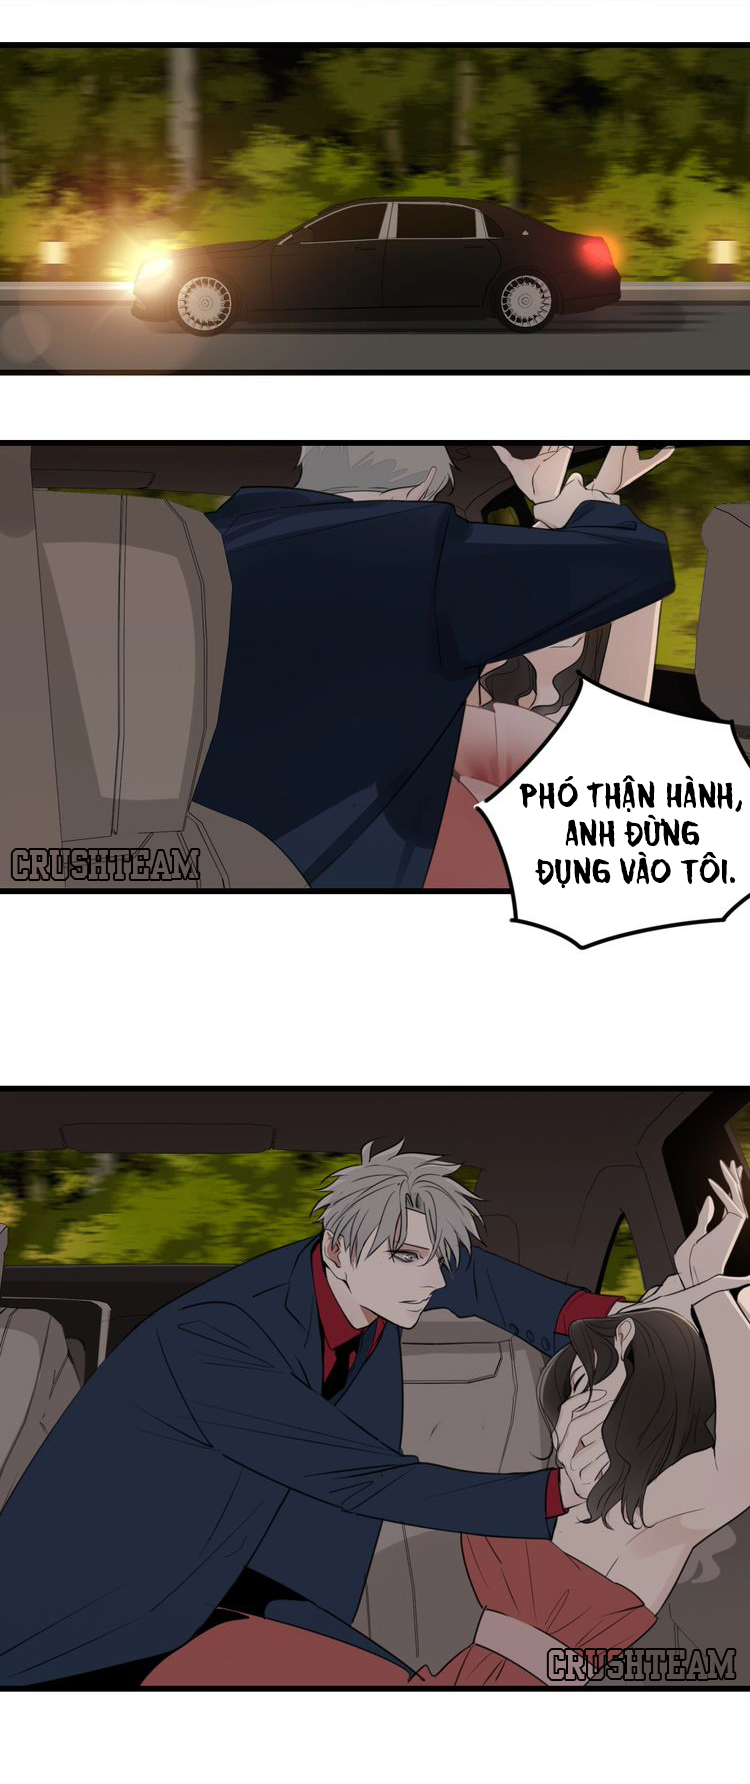 PHÓ THẬN HÀNH,
ANH ĐỪNG
ĐỤNG VÀO TÔI.
CRUSHTEAM
CRUSHTEAM